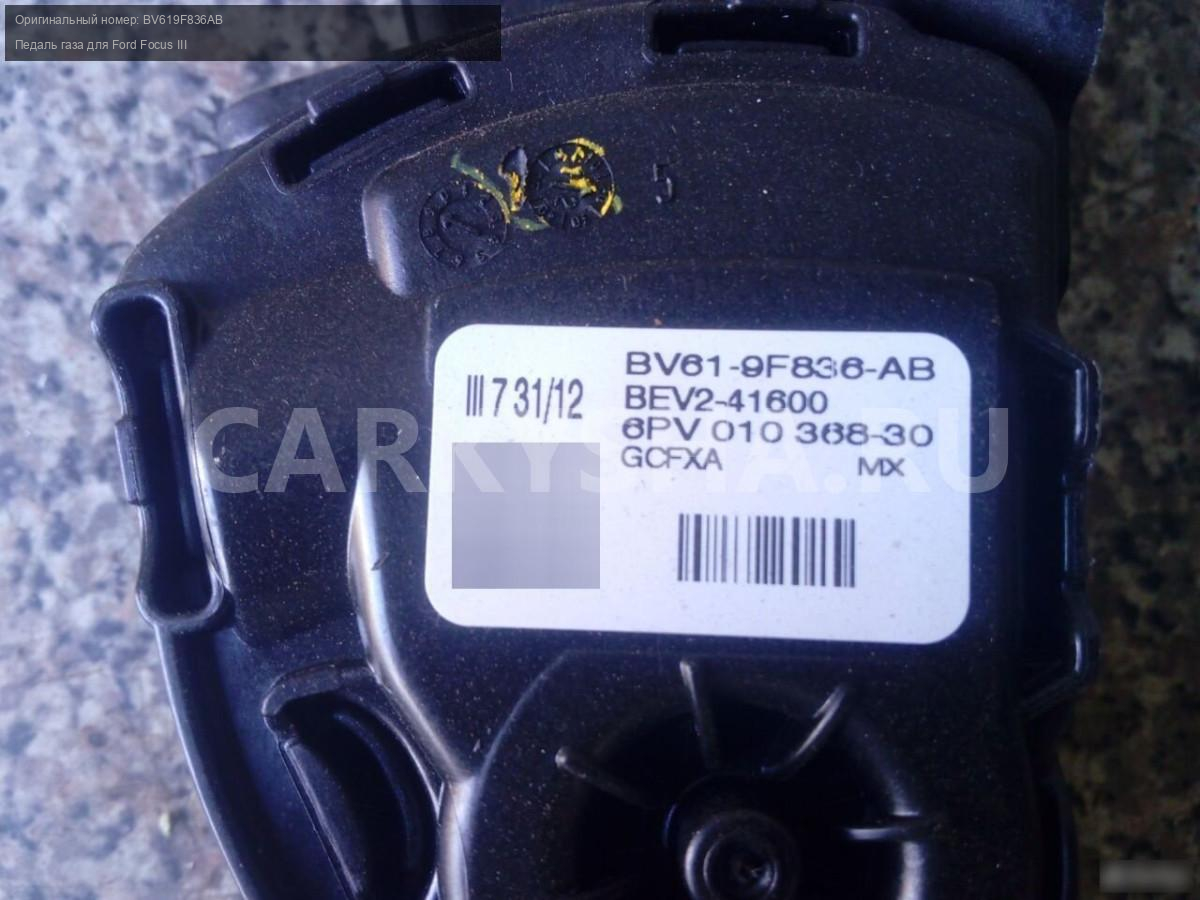 Оригинальный номер: BV619F836AB
Педаль газа для Ford Focus III
5
III 7 31/12
BV61-9F836-AB
BEV2-41600
6PV 010 368-30
GCFXA MX
CARKYSHA.RU